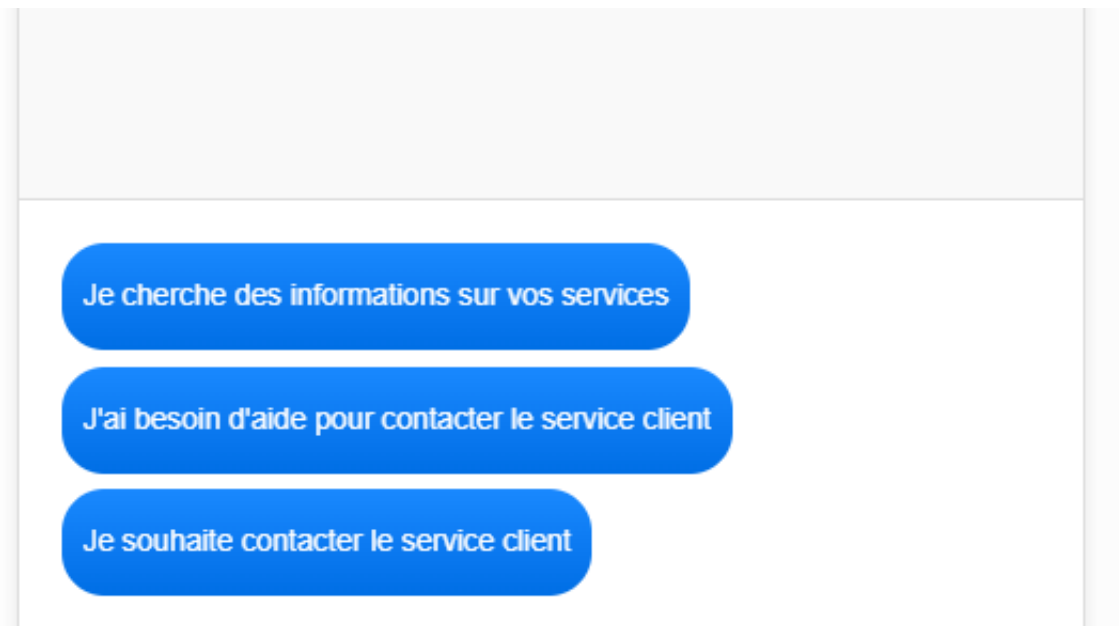 Je cherche des informations sur vos services
J'ai besoin d'aide pour contacter le service client
Je souhaite contacter le service client